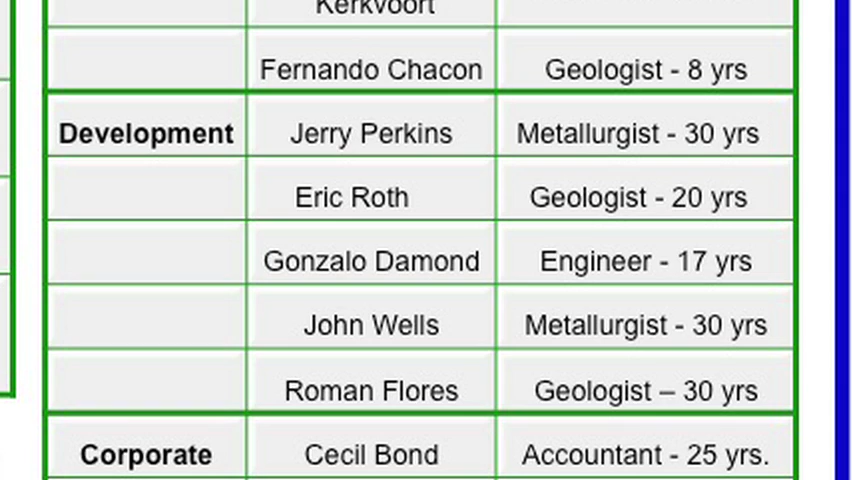 Kerkvoort
Fernando Chacon Geologist - 8 yrs
Development Jerry Perkins Metallurgist - 30 yrs
Eric Roth Geologist - 20 yrs
Gonzalo Damond Engineer - 17 yrs
John Wells Metallurgist - 30 yrs
Roman Flores Geologist – 30 yrs
Corporate Cecil Bond Accountant - 25 yrs.